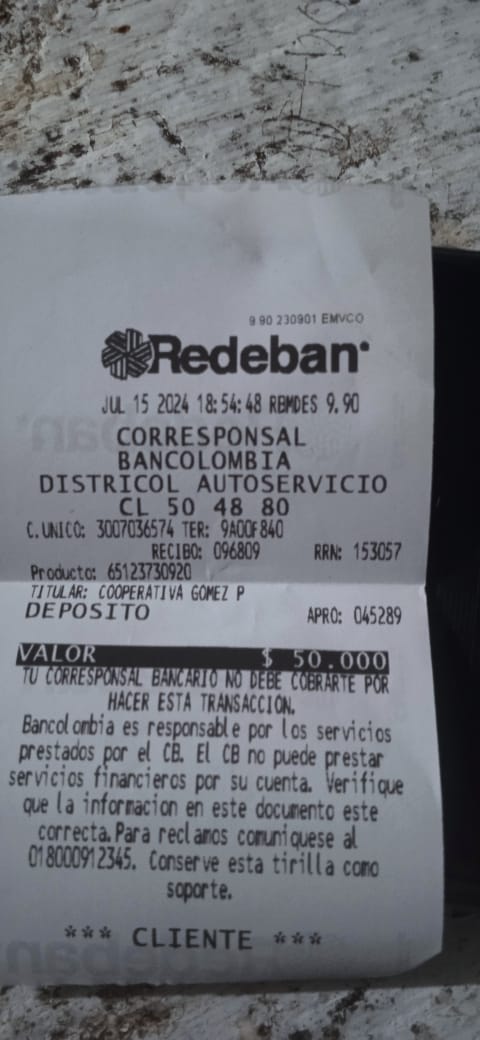 9.90 230901 EMVCO
Redeban
JUL 15 2024 18:54:48 RBMDES 9.90
CORRESPONSAL
BANCOLOMBIA
DISTRICOL AUTOSERVICIO
CL 50 48 80
C.UNICO: 3007036574 TER: 9A00F840
RECIBO: 096809 RRN: 153057
Producto: 65123730920
TITULAR: COOPERATIVA GOMEZ P
DEPOSITO APRO: 045289
VALOR $ 50.000
TU CORRESPONSAL BANCARIO NO DEBE COBRARTE POR
HACER ESTA TRANSACCION.
Bancolombia es responsable por los servicios
prestados por el CB. El CB no puede prestar
servicios financieros por su cuenta. Verifique
que la informacion en este documento este
correcta.Para reclamos comuniquese al
018000912345. Conserve esta tirilla como
soporte.
*** CLIENTE ***